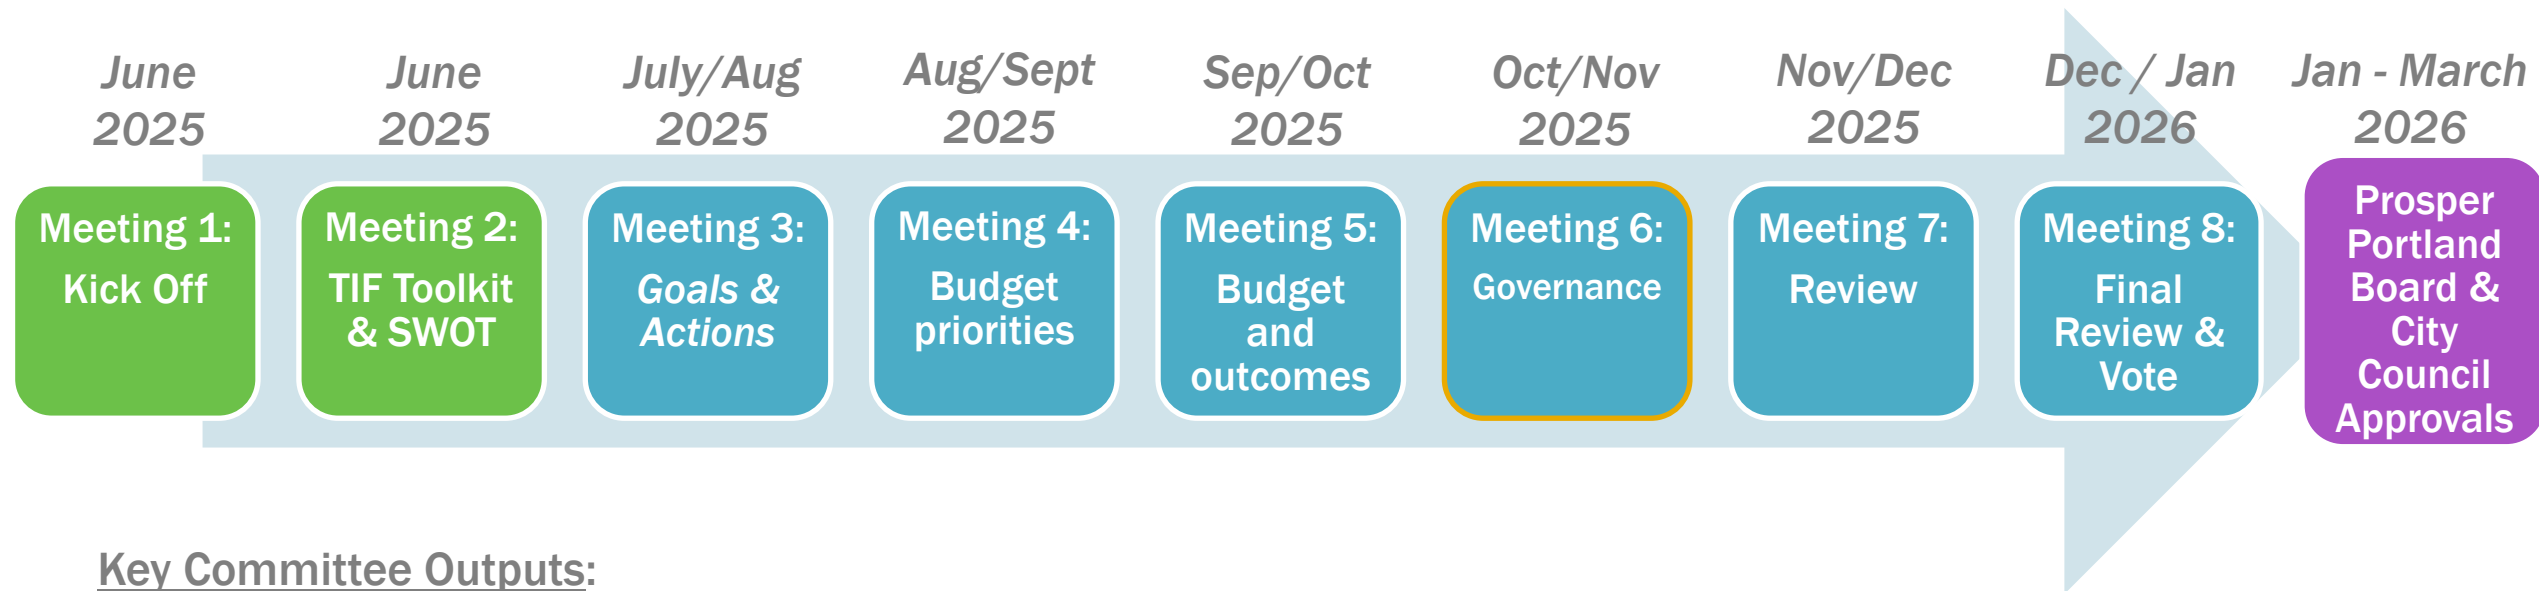 June
2025
June
2025
July/Aug
2025
Aug/Sept
2025
Sep/Oct
2025
Oct/Nov
2025
Nov/Dec
2025
Dec / Jan
2026
Jan - March
2026
Meeting 1:
Kick Off
Meeting 2:
TIF Toolkit
& SWOT
Meeting 3:
Goals &
Actions
Meeting 4:
Budget
priorities
Meeting 5:
Budget
and
outcomes
Meeting 6:
Governance
Meeting 7:
Review
Meeting 8:
Final
Review &
Vote
Prosper
Portland
Board &
City
Council
Approvals
Key Committee Outputs: